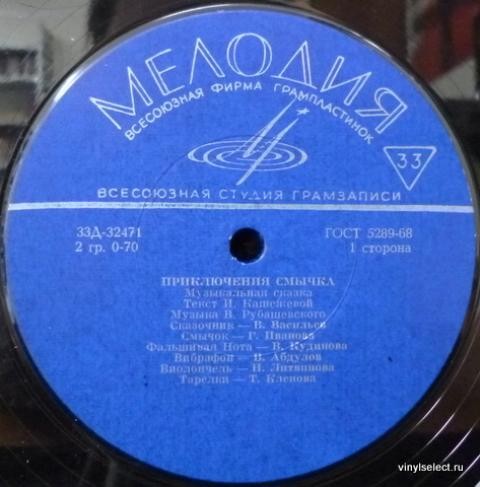 МЕЛОДИЯ
ВСЕСОЮЗНАЯ ФИРМА ГРАМПЛАСТИНОК
33
ВСЕСОЮЗНАЯ СТУДИЯ ГРАМЗАПИСИ
33Д-32471
ГОСТ 5289-68
2 гр. 0-70
1 сторона
ПРИКЛЮЧЕНИЯ СМЫЧКА
Музыкальная сказка
Текст И. Кашежевой
Музыка В. Рубашевского
Сказочник — В. Васильев
Смычок — Г. Иванова
Фальшивая Нота — В. Кудинова
Вибрафон — В. Абдулов
Виолончель — Н. Литвинова
Тарелки — Т. Кленова
vinylselect.ru